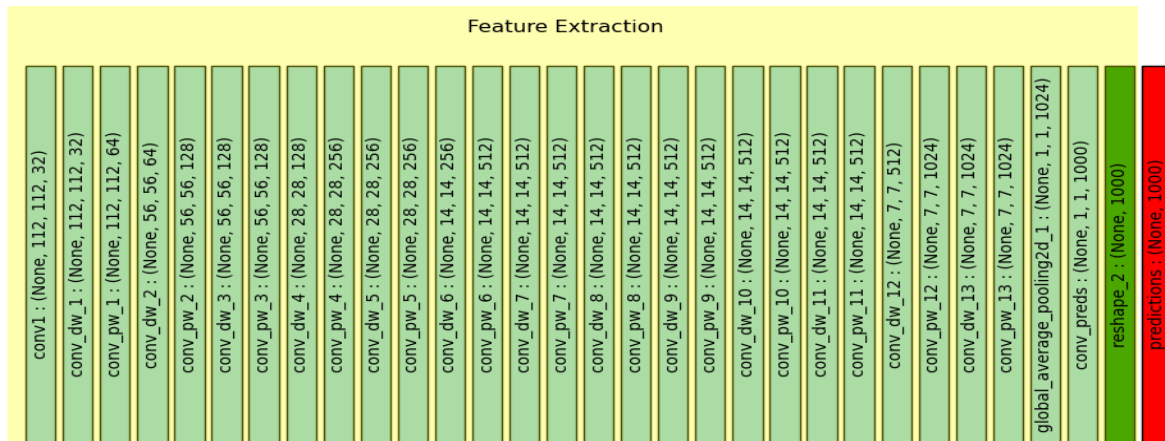 Feature Extraction
conv1 : (None, 112, 112, 32)
conv_dw_1 : (None, 112, 112, 32)
conv_pw_1 : (None, 112, 112, 64)
conv_dw_2 : (None, 56, 56, 64)
conv_pw_2 : (None, 56, 56, 128)
conv_dw_3 : (None, 56, 56, 128)
conv_pw_3 : (None, 56, 56, 128)
conv_dw_4 : (None, 28, 28, 128)
conv_pw_4 : (None, 28, 28, 256)
conv_dw_5 : (None, 28, 28, 256)
conv_pw_5 : (None, 28, 28, 256)
conv_dw_6 : (None, 14, 14, 256)
conv_pw_6 : (None, 14, 14, 512)
conv_dw_7 : (None, 14, 14, 512)
conv_pw_7 : (None, 14, 14, 512)
conv_dw_8 : (None, 14, 14, 512)
conv_pw_8 : (None, 14, 14, 512)
conv_dw_9 : (None, 14, 14, 512)
conv_pw_9 : (None, 14, 14, 512)
conv_dw_10 : (None, 14, 14, 512)
conv_pw_10 : (None, 14, 14, 512)
conv_dw_11 : (None, 14, 14, 512)
conv_pw_11 : (None, 14, 14, 512)
conv_dw_12 : (None, 7, 7, 512)
conv_pw_12 : (None, 7, 7, 1024)
conv_dw_13 : (None, 7, 7, 1024)
conv_pw_13 : (None, 7, 7, 1024)
global_average_pooling2d_1 : (None, 1, 1, 1024)
conv_preds : (None, 1, 1, 1000)
reshape_2 : (None, 1000)
predictions : (None, 1000)